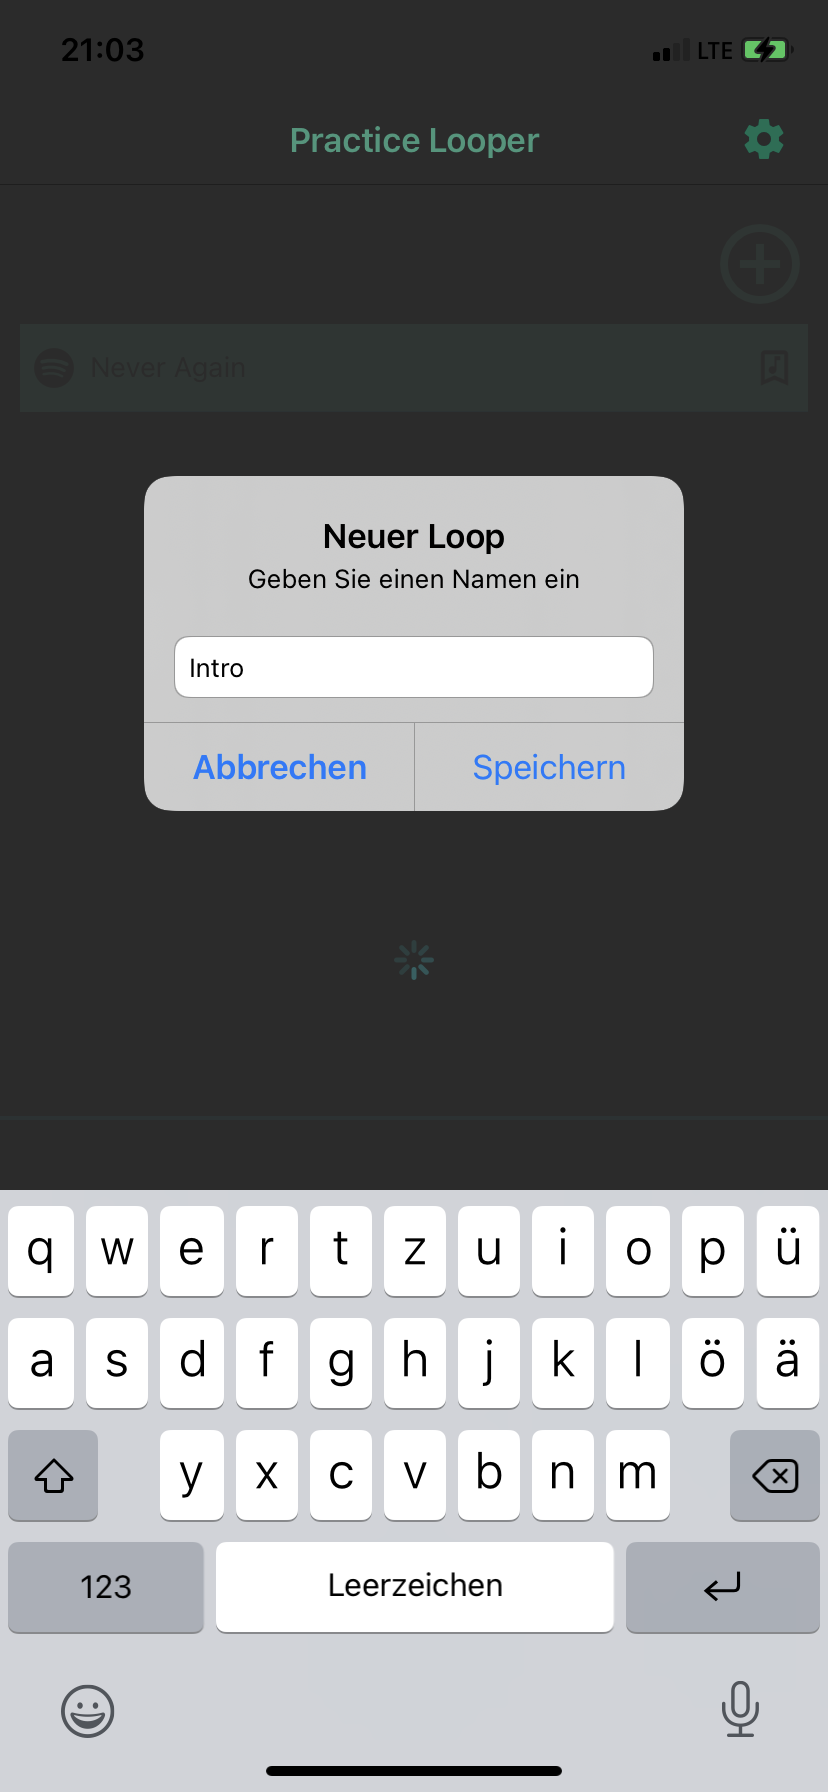 21:03 LTE
Practice Looper
Never Again
Neuer Loop
Geben Sie einen Namen ein
Intro
Abbrechen Speichern
q w e r t z u i o p ü
a s d f g h j k l ö ä
y x c v b n m
123 Leerzeichen